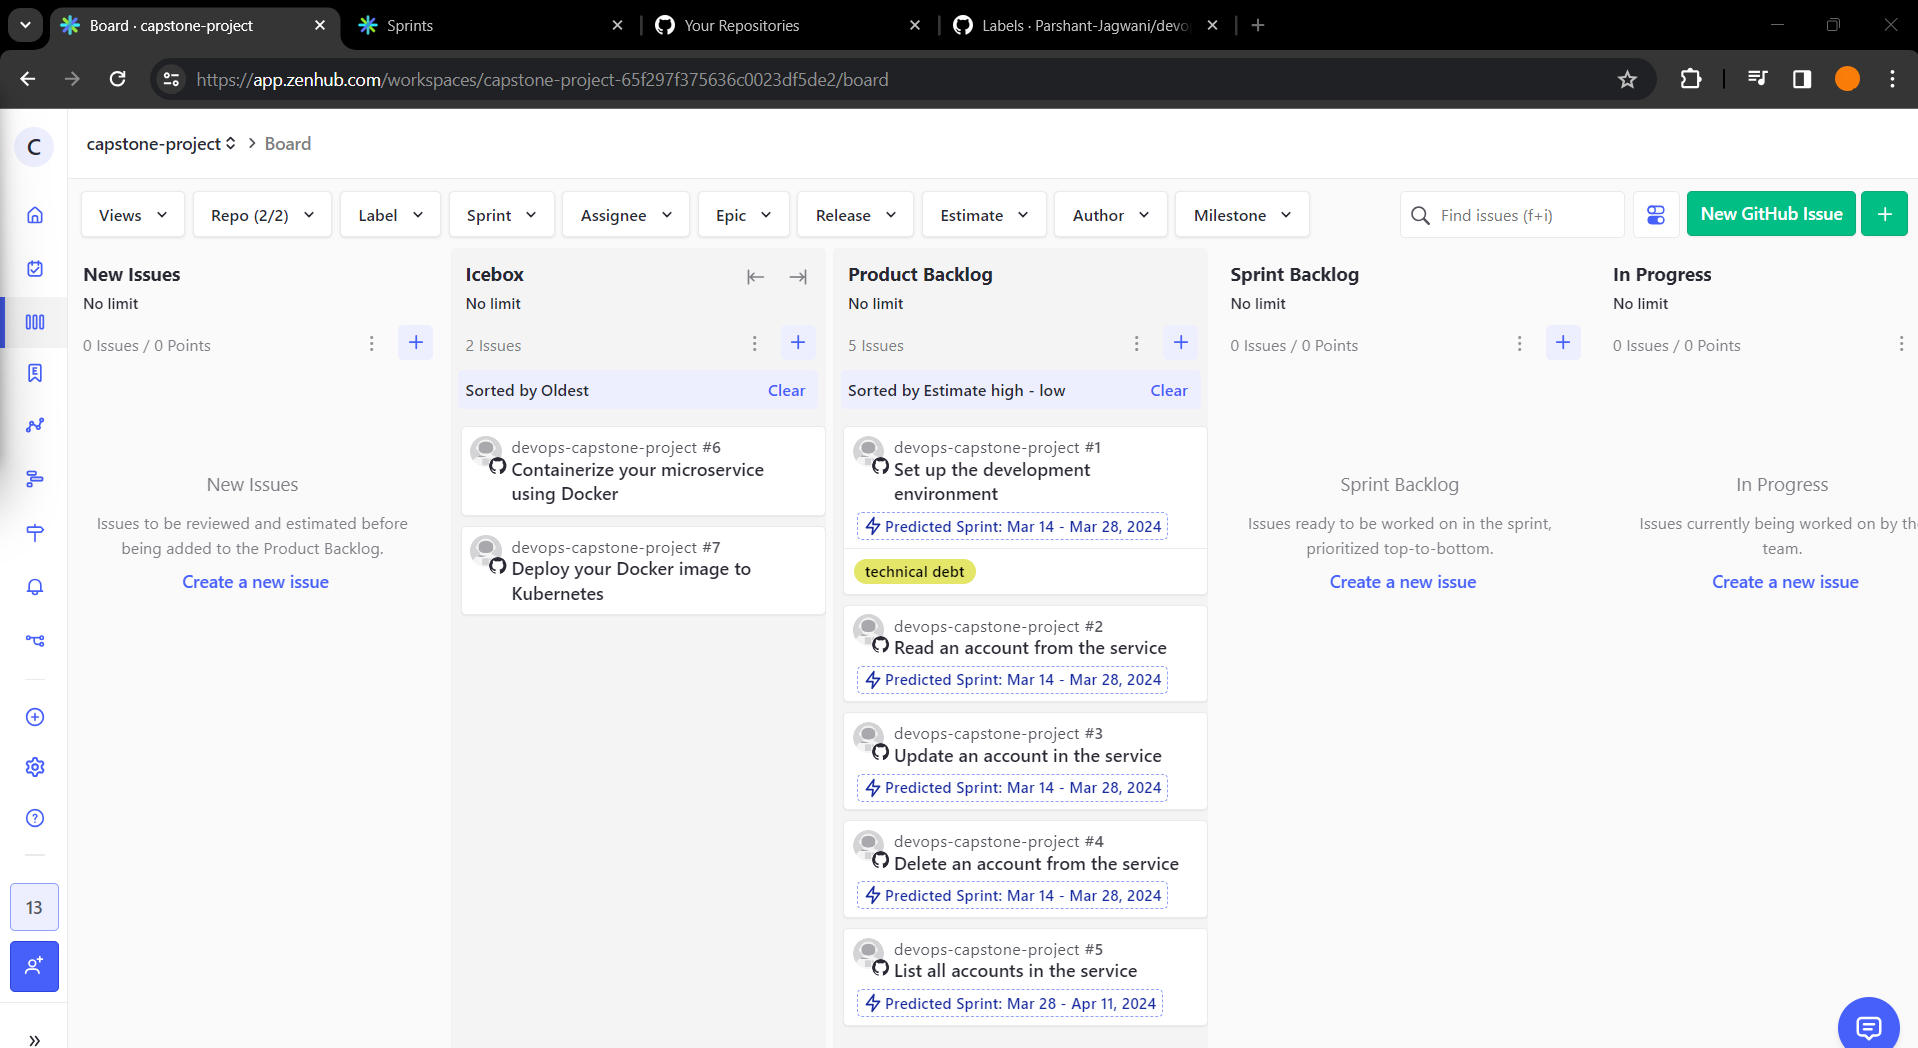 Board · capstone-project
Sprints
Your Repositories
Labels · Parshant-Jagwani/devo
https://app.zenhub.com/workspaces/capstone-project-65f297f375636c0023df5de2/board
C
capstone-project > Board
Views
Repo (2/2)
Label
Sprint
Assignee
Epic
Release
Estimate
Author
Milestone
Find issues (f+i)
New GitHub Issue
+
New Issues
No limit
0 Issues / 0 Points
New Issues
Issues to be reviewed and estimated before
being added to the Product Backlog.
Create a new issue
Icebox
No limit
2 Issues
Sorted by Oldest
Clear
devops-capstone-project #6
Containerize your microservice
using Docker
devops-capstone-project #7
Deploy your Docker image to
Kubernetes
Product Backlog
No limit
5 Issues
Sorted by Estimate high - low
Clear
devops-capstone-project #1
Set up the development
environment
Predicted Sprint: Mar 14 - Mar 28, 2024
technical debt
devops-capstone-project #2
Read an account from the service
Predicted Sprint: Mar 14 - Mar 28, 2024
devops-capstone-project #3
Update an account in the service
Predicted Sprint: Mar 14 - Mar 28, 2024
devops-capstone-project #4
Delete an account from the service
Predicted Sprint: Mar 14 - Mar 28, 2024
devops-capstone-project #5
List all accounts in the service
Predicted Sprint: Mar 28 - Apr 11, 2024
Sprint Backlog
No limit
0 Issues / 0 Points
Sprint Backlog
Issues ready to be worked on in the sprint,
prioritized top-to-bottom.
Create a new issue
In Progress
No limit
0 Issues / 0 Points
In Progress
Issues currently being worked on by th
team.
Create a new issue
13